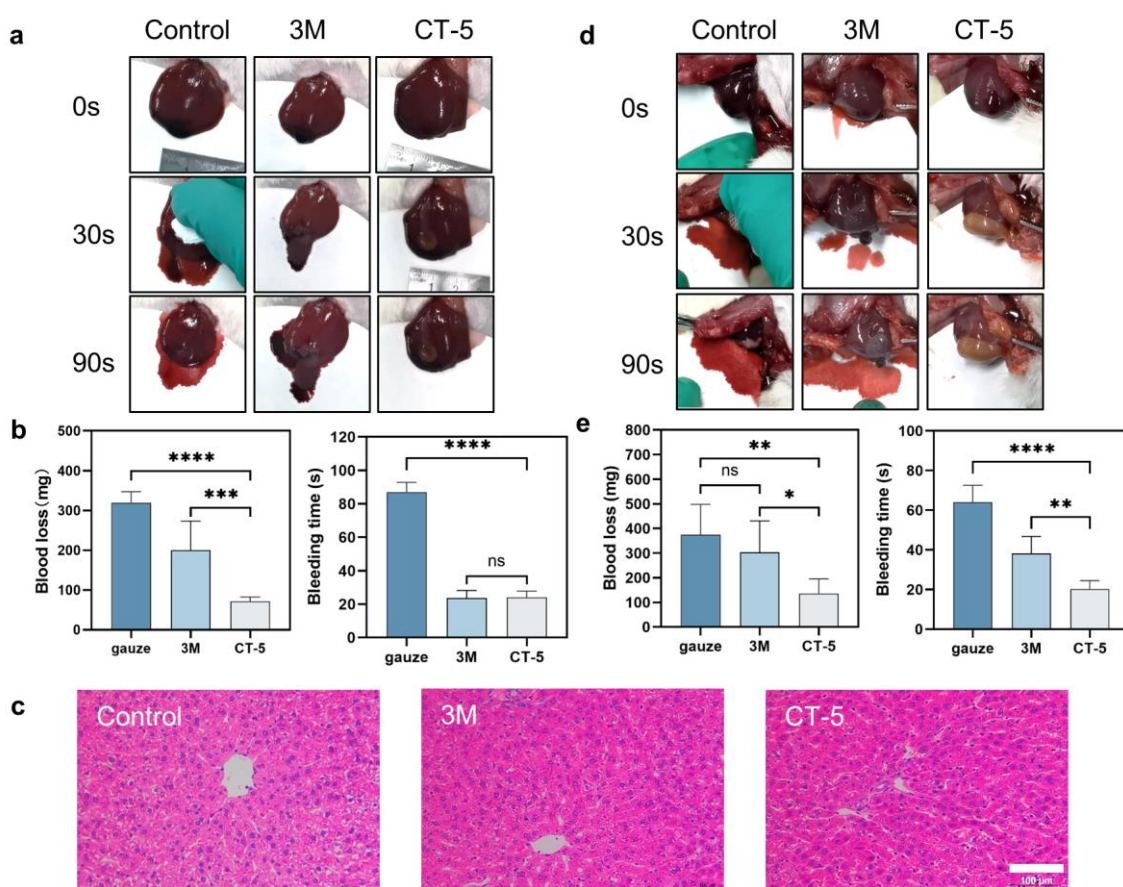 a
Control 3M CT-5
0s
30s
90s
d
Control 3M CT-5
0s
30s
90s
b
Blood loss (mg)
500
400
300
200
100
0
****
***
gauze 3M CT-5
Bleeding time (s)
120
100
80
60
40
20
0
****
ns
gauze 3M CT-5
e
Blood loss (mg)
800
700
600
500
400
300
200
100
0
**
ns
*
gauze 3M CT-5
Bleeding time (s)
100
80
60
40
20
0
****
**
gauze 3M CT-5
c
Control
3M
CT-5
100 μm